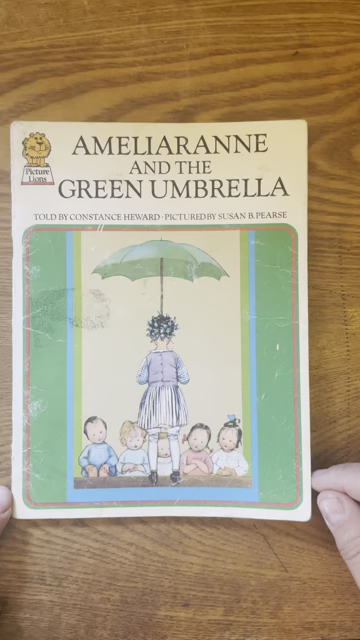 Picture
Lions
AMELIARANNE
AND THE
GREEN UMBRELLA
TOLD BY CONSTANCE HEWARD · PICTURED BY SUSAN B. PEARSE